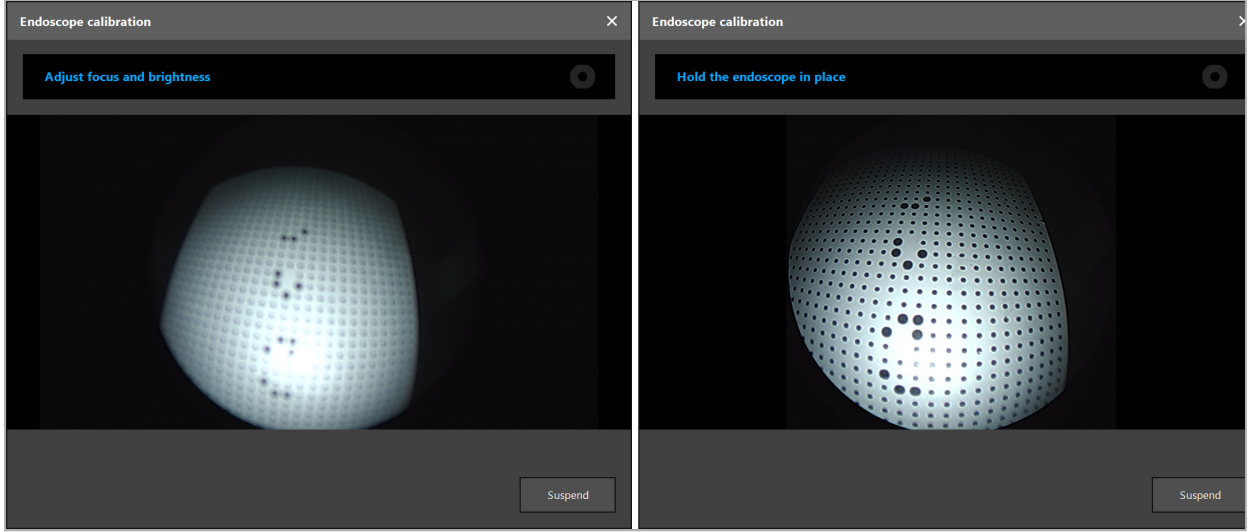 Endoscope calibration
Adjust focus and brightness
Suspend
Endoscope calibration
Hold the endoscope in place
Suspend